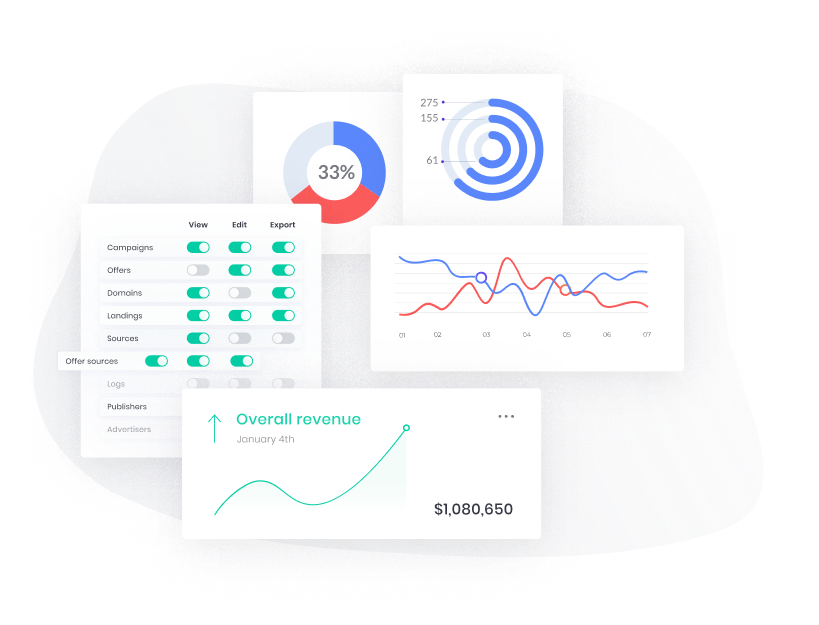 275
155
61
33%
View Edit Export
Campaigns
Offers
Domains
Landings
Sources
Offer sources
Logs
Publishers
Advertisers
01 02 03 04 05 06 07
Overall revenue
January 4th
$1,080,650